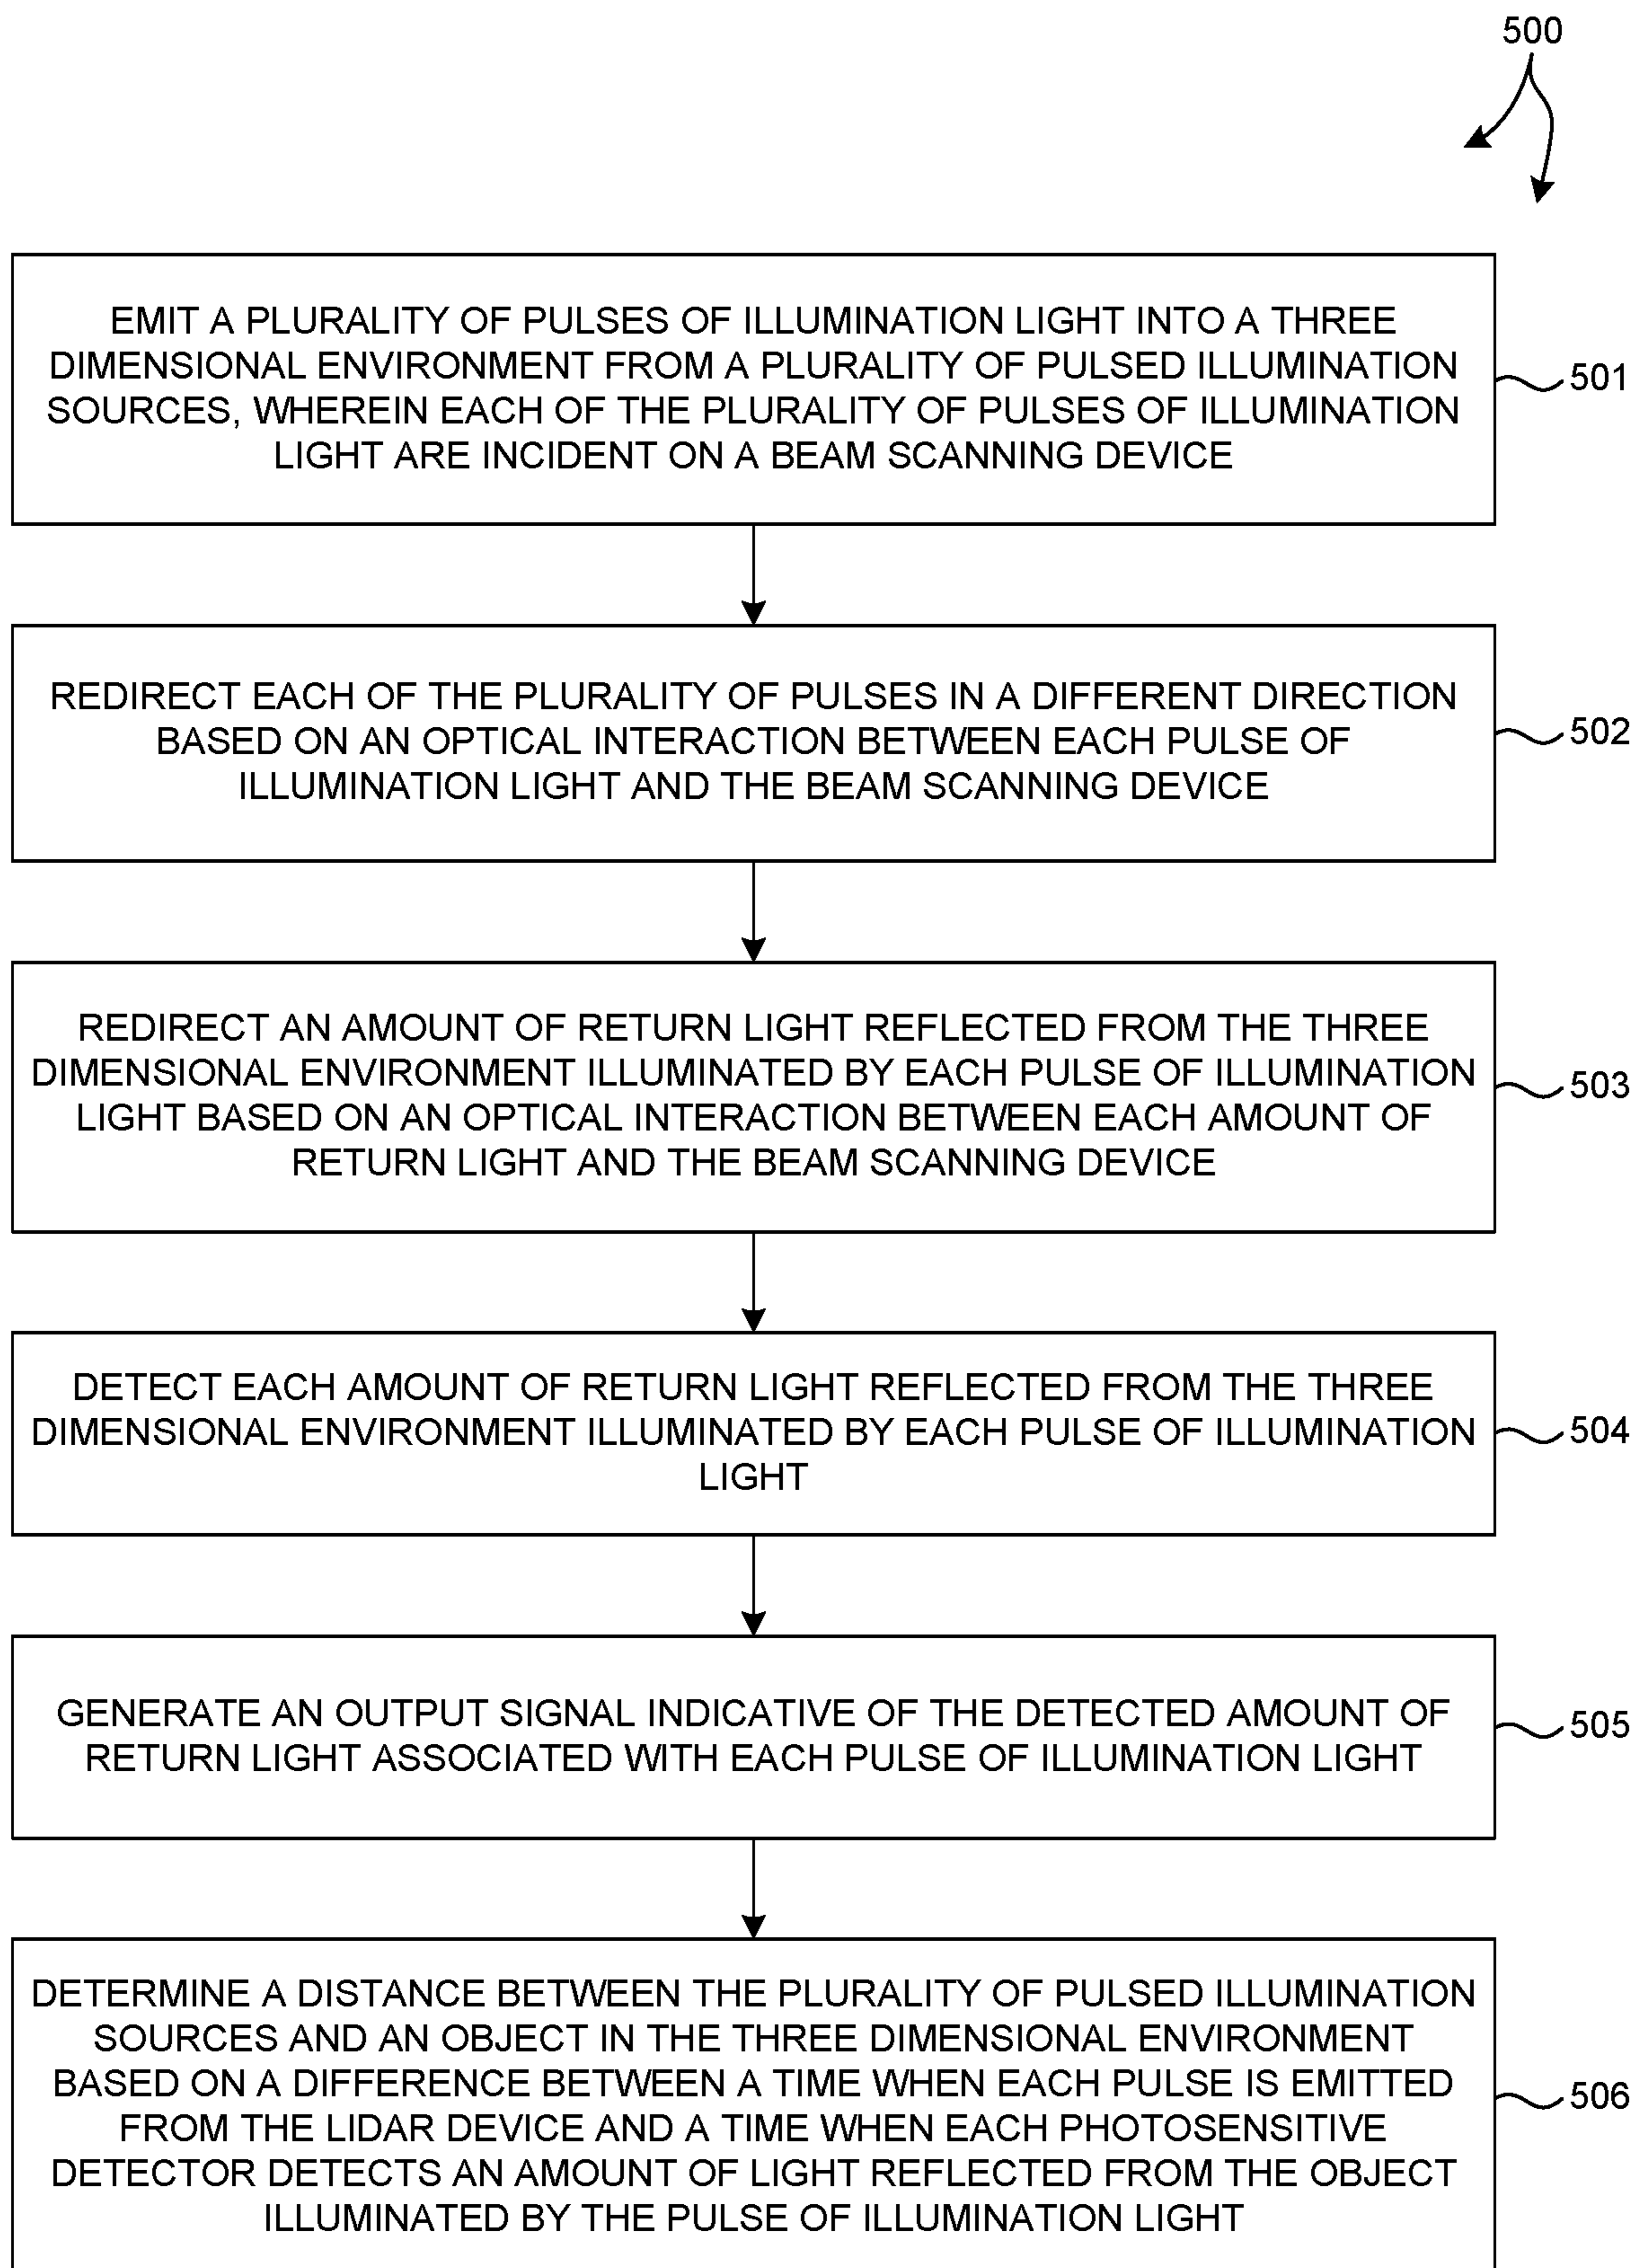 500
EMIT A PLURALITY OF PULSES OF ILLUMINATION LIGHT INTO A THREE
DIMENSIONAL ENVIRONMENT FROM A PLURALITY OF PULSED ILLUMINATION
SOURCES, WHEREIN EACH OF THE PLURALITY OF PULSES OF ILLUMINATION
LIGHT ARE INCIDENT ON A BEAM SCANNING DEVICE
501
REDIRECT EACH OF THE PLURALITY OF PULSES IN A DIFFERENT DIRECTION
BASED ON AN OPTICAL INTERACTION BETWEEN EACH PULSE OF
ILLUMINATION LIGHT AND THE BEAM SCANNING DEVICE
502
REDIRECT AN AMOUNT OF RETURN LIGHT REFLECTED FROM THE THREE
DIMENSIONAL ENVIRONMENT ILLUMINATED BY EACH PULSE OF ILLUMINATION
LIGHT BASED ON AN OPTICAL INTERACTION BETWEEN EACH AMOUNT OF
RETURN LIGHT AND THE BEAM SCANNING DEVICE
503
DETECT EACH AMOUNT OF RETURN LIGHT REFLECTED FROM THE THREE
DIMENSIONAL ENVIRONMENT ILLUMINATED BY EACH PULSE OF ILLUMINATION
LIGHT
504
GENERATE AN OUTPUT SIGNAL INDICATIVE OF THE DETECTED AMOUNT OF
RETURN LIGHT ASSOCIATED WITH EACH PULSE OF ILLUMINATION LIGHT
505
DETERMINE A DISTANCE BETWEEN THE PLURALITY OF PULSED ILLUMINATION
SOURCES AND AN OBJECT IN THE THREE DIMENSIONAL ENVIRONMENT
BASED ON A DIFFERENCE BETWEEN A TIME WHEN EACH PULSE IS EMITTED
FROM THE LIDAR DEVICE AND A TIME WHEN EACH PHOTOSENSITIVE
DETECTOR DETECTS AN AMOUNT OF LIGHT REFLECTED FROM THE OBJECT
ILLUMINATED BY THE PULSE OF ILLUMINATION LIGHT
506